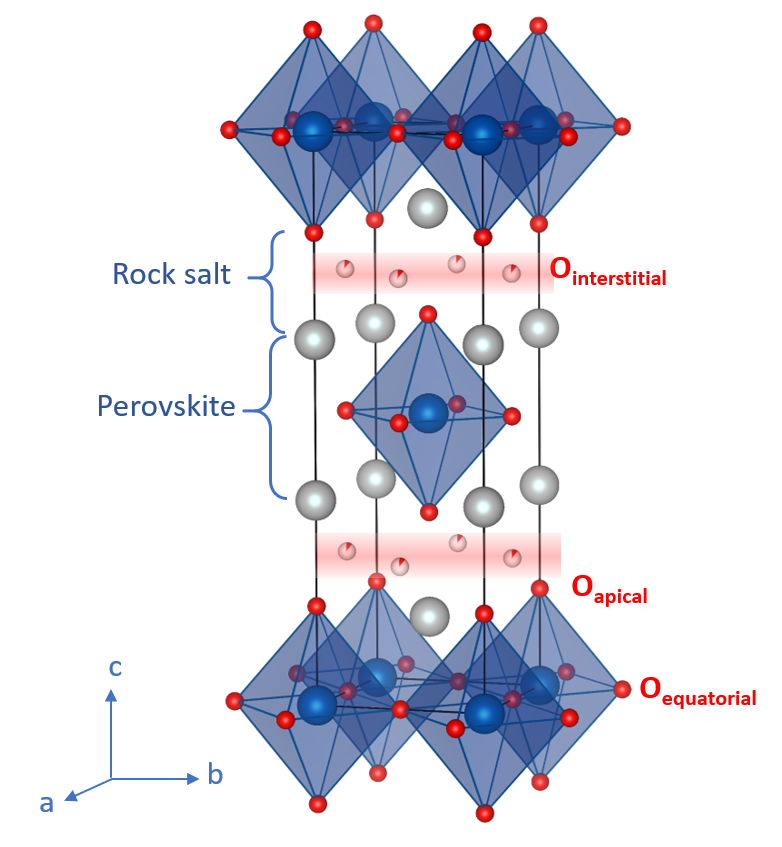 Rock salt
Ointerstitial
Perovskite
Oapical
Oequatorial
c
b
a